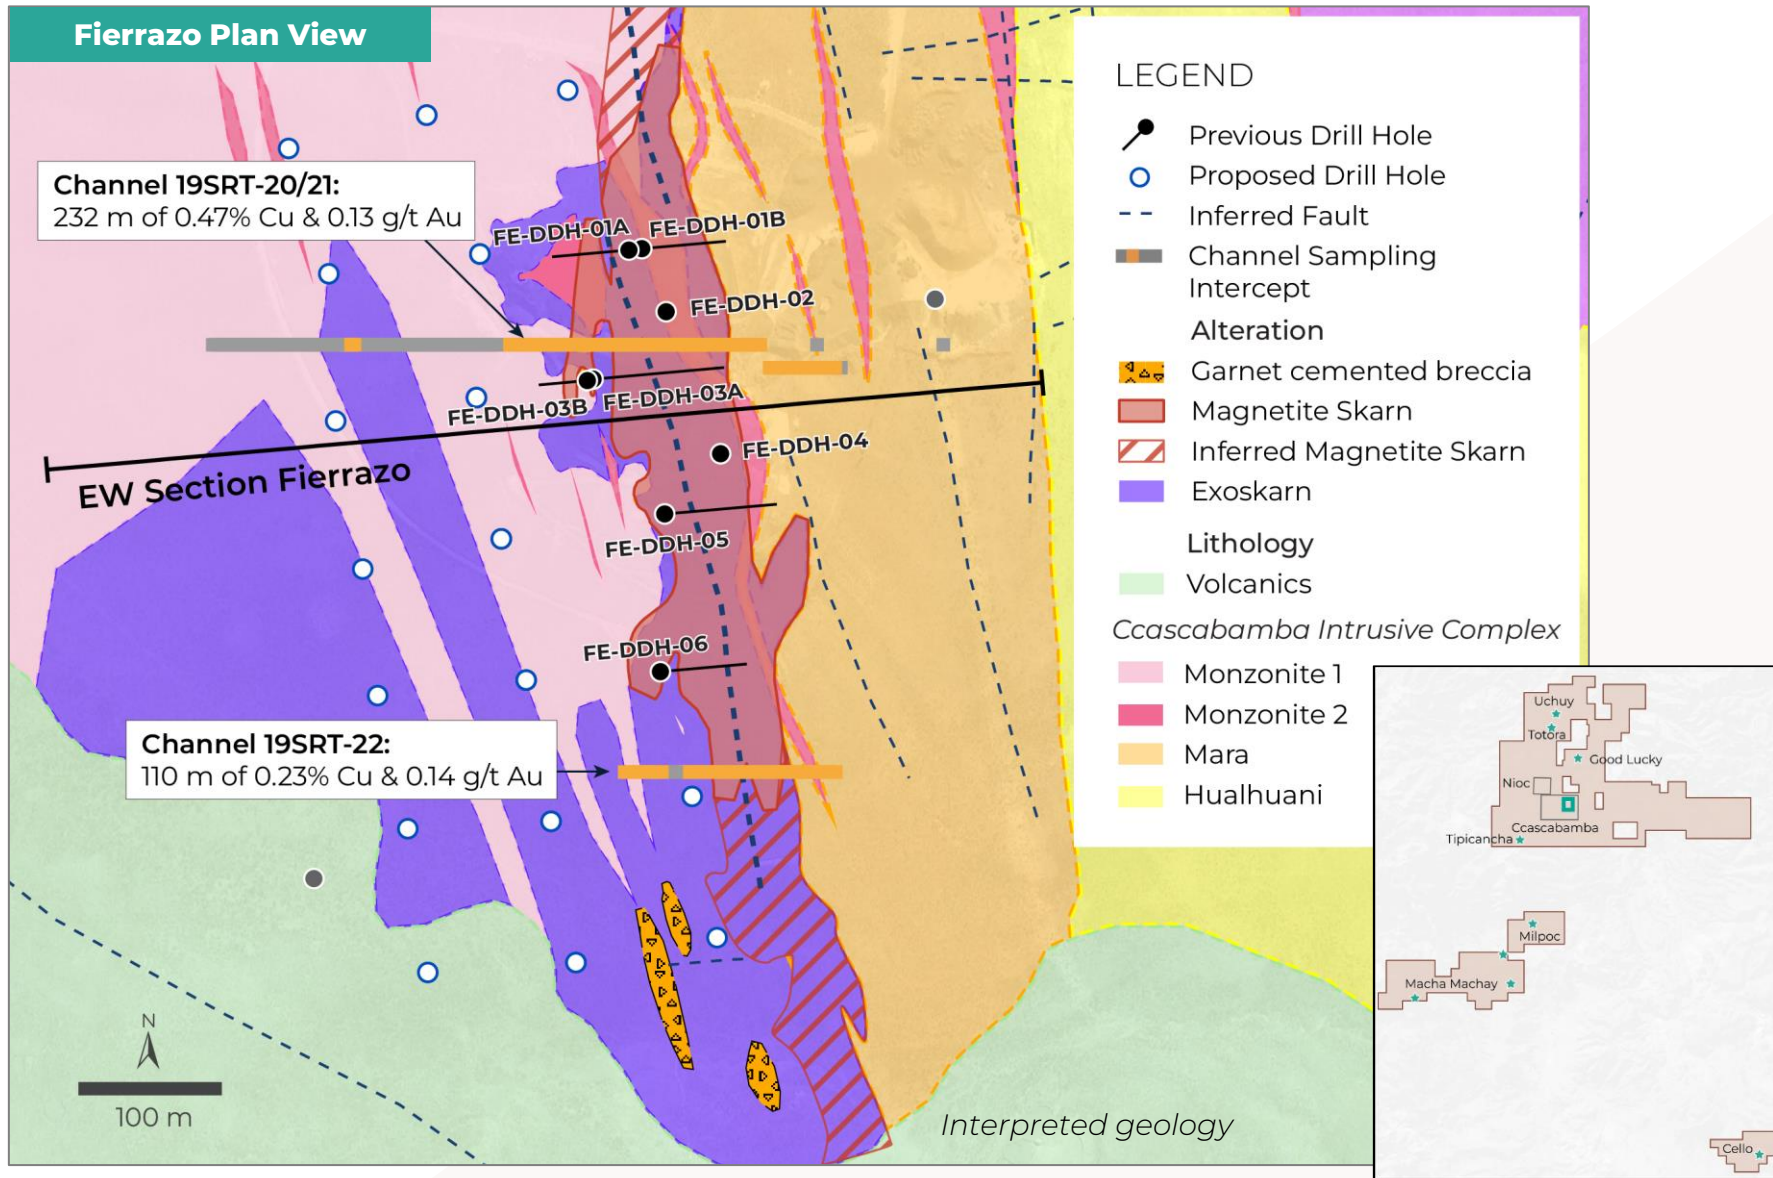 Fierrazo Plan View
Channel 19SRT-20/21:
232 m of 0.47% Cu & 0.13 g/t Au
FE-DDH-01A
FE-DDH-01B
FE-DDH-02
FE-DDH-03B
FE-DDH-03A
FE-DDH-04
EW Section Fierrazo
FE-DDH-05
FE-DDH-06
Channel 19SRT-22:
110 m of 0.23% Cu & 0.14 g/t Au
N
100 m
Interpreted geology
LEGEND
Previous Drill Hole
Proposed Drill Hole
Inferred Fault
Channel Sampling
Intercept
Alteration
Garnet cemented breccia
Magnetite Skarn
Inferred Magnetite Skarn
Exoskarn
Lithology
Volcanics
Ccascabamba Intrusive Complex
Monzonite 1
Monzonite 2
Mara
Hualhuani
Uchuy
Totora
Good Lucky
Nioc
Ccascabamba
Tipicancha
Milpoc
Macha Machay
Cello